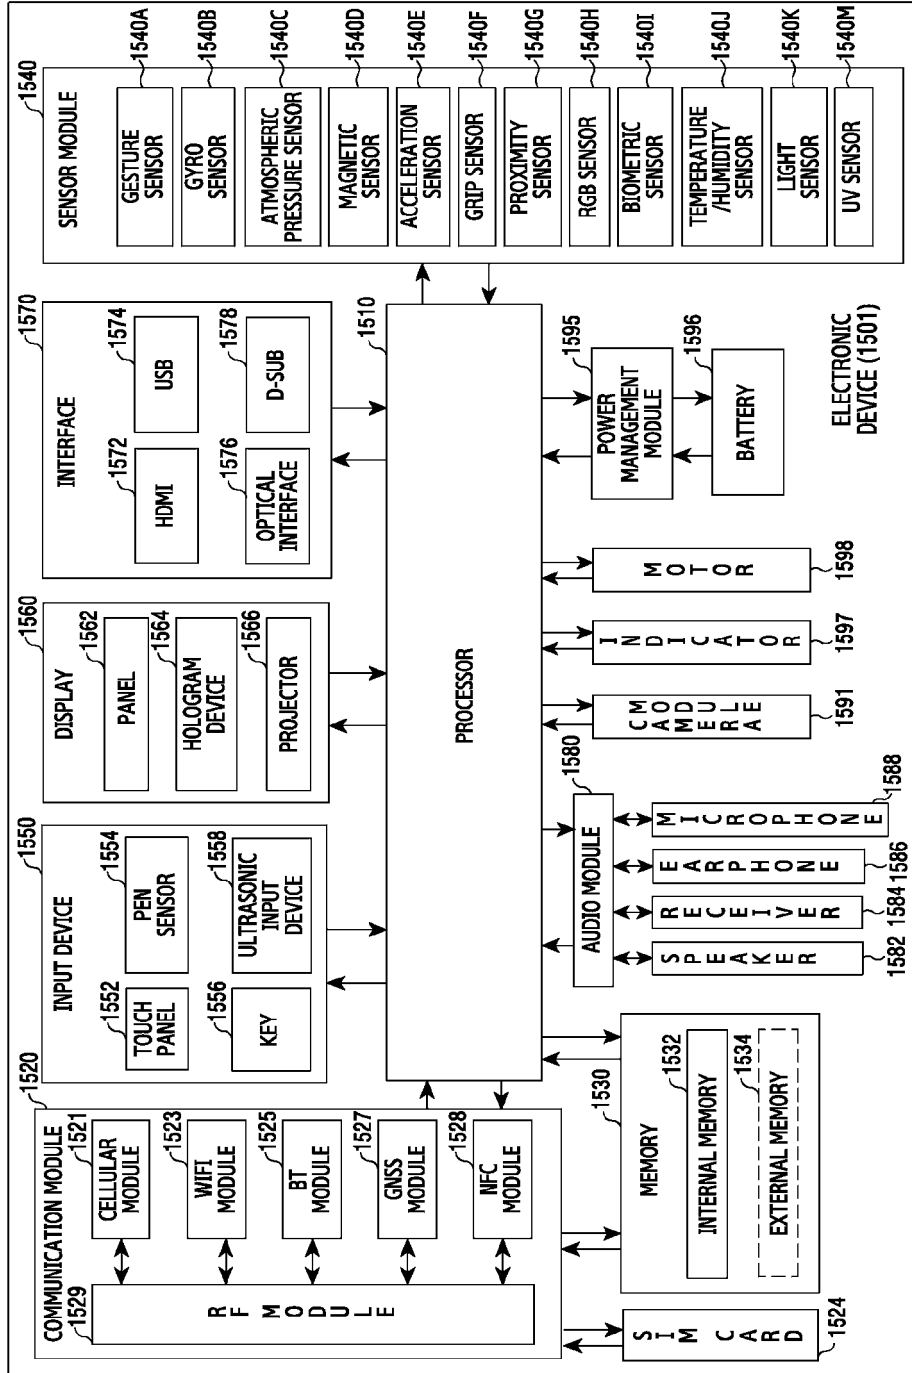 COMMUNICATION MODULE
1520
1529
RF MODULE
CELLULAR
MODULE
1521
WIFI
MODULE
1523
BT
MODULE
1525
GNSS
MODULE
1527
NFC
MODULE
1528
SIM CARD
1524
INPUT DEVICE
1550
TOUCH
PANEL
1552
PEN
SENSOR
1554
KEY
1556
ULTRASONIC
INPUT
DEVICE
1558
DISPLAY
1560
PANEL
1562
HOLOGRAM
DEVICE
1564
PROJECTOR
1566
INTERFACE
1570
HDMI
1572
USB
1574
OPTICAL
INTERFACE
1576
D-SUB
1578
SENSOR MODULE
1540
GESTURE
SENSOR
1540A
GYRO
SENSOR
1540B
ATMOSPHERIC
PRESSURE SENSOR
1540C
MAGNETIC
SENSOR
1540D
ACCELERATION
SENSOR
1540E
GRIP SENSOR
1540F
PROXIMITY
SENSOR
1540G
RGB SENSOR
1540H
BIOMETRIC
SENSOR
1540I
TEMPERATURE
/HUMIDITY
SENSOR
1540J
LIGHT
SENSOR
1540K
UV SENSOR
1540M
PROCESSOR
1510
MEMORY
1530
INTERNAL MEMORY
1532
EXTERNAL MEMORY
1534
AUDIO MODULE
1580
SPEAKER
1582
RECEIVER
1584
EARPHONE
1586
MICROPHONE
1588
CAMERA
MODULE
1591
INDICATOR
1597
MOTOR
1598
POWER
MANAGEMENT
MODULE
1595
BATTERY
1596
ELECTRONIC
DEVICE (1501)